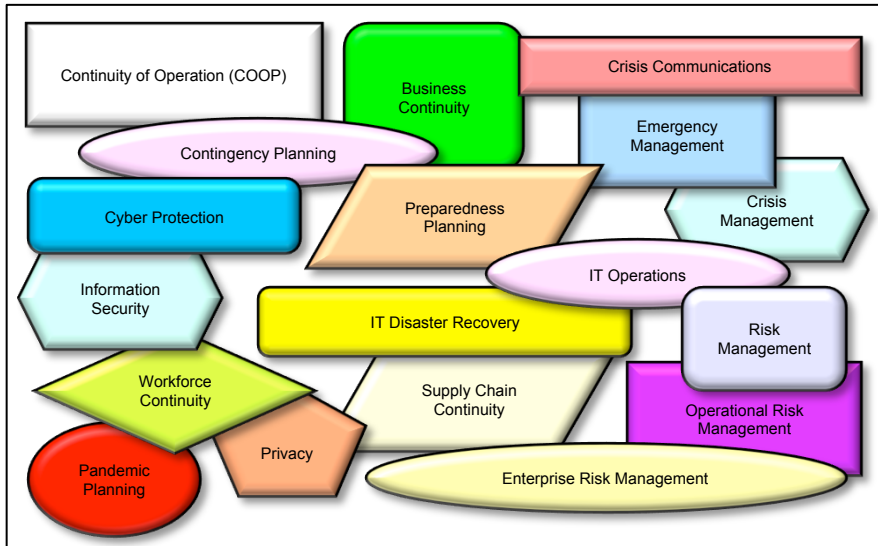 Continuity of Operation (COOP)
Business
Continuity
Crisis Communications
Emergency
Management
Contingency Planning
Cyber Protection
Preparedness
Planning
Crisis
Management
Information
Security
IT Operations
IT Disaster Recovery
Risk
Management
Workforce
Continuity
Supply Chain
Continuity
Operational Risk
Management
Privacy
Pandemic
Planning
Enterprise Risk Management